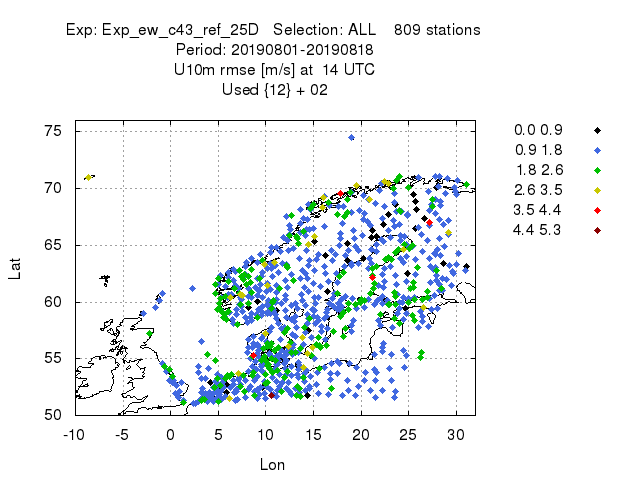 Exp: Exp_ew_c43_ref_25D Selection: ALL 809 stations
Period: 20190801-20190818
U10m rmse [m/s] at 14 UTC
Used {12} + 02
0.0 0.9
0.9 1.8
1.8 2.6
2.6 3.5
3.5 4.4
4.4 5.3
75
70
65
60
55
50
Lat
-10 -5 0 5 10 15 20 25 30
Lon